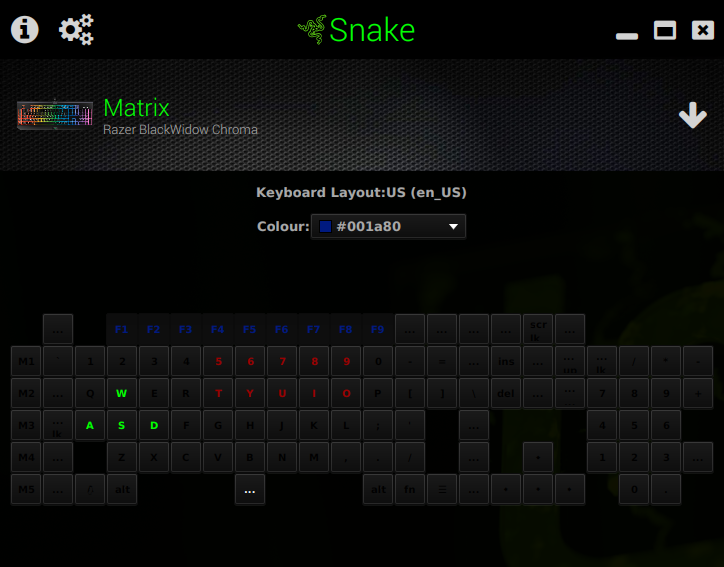 Snake
Matrix
Razer BlackWidow Chroma
Keyboard Layout:US (en_US)
Colour: #001a80
... F1 F2 F3 F4 F5 F6 F7 F8 F9 ... ... ... ... scr lk ...
M1 ` 1 2 3 4 5 6 7 8 9 0 - = ... ins ... ... ... lk / * -
M2 ... Q W E R T Y U I O P [ ] \ del ... ... 7 8 9 +
M3 ... lk A S D F G H J K L ; ' ... 4 5 6
M4 ... Z X C V B N M , . / ... • 1 2 3 ...
M5 ... alt ... alt fn ☰ ... • • • 0 .